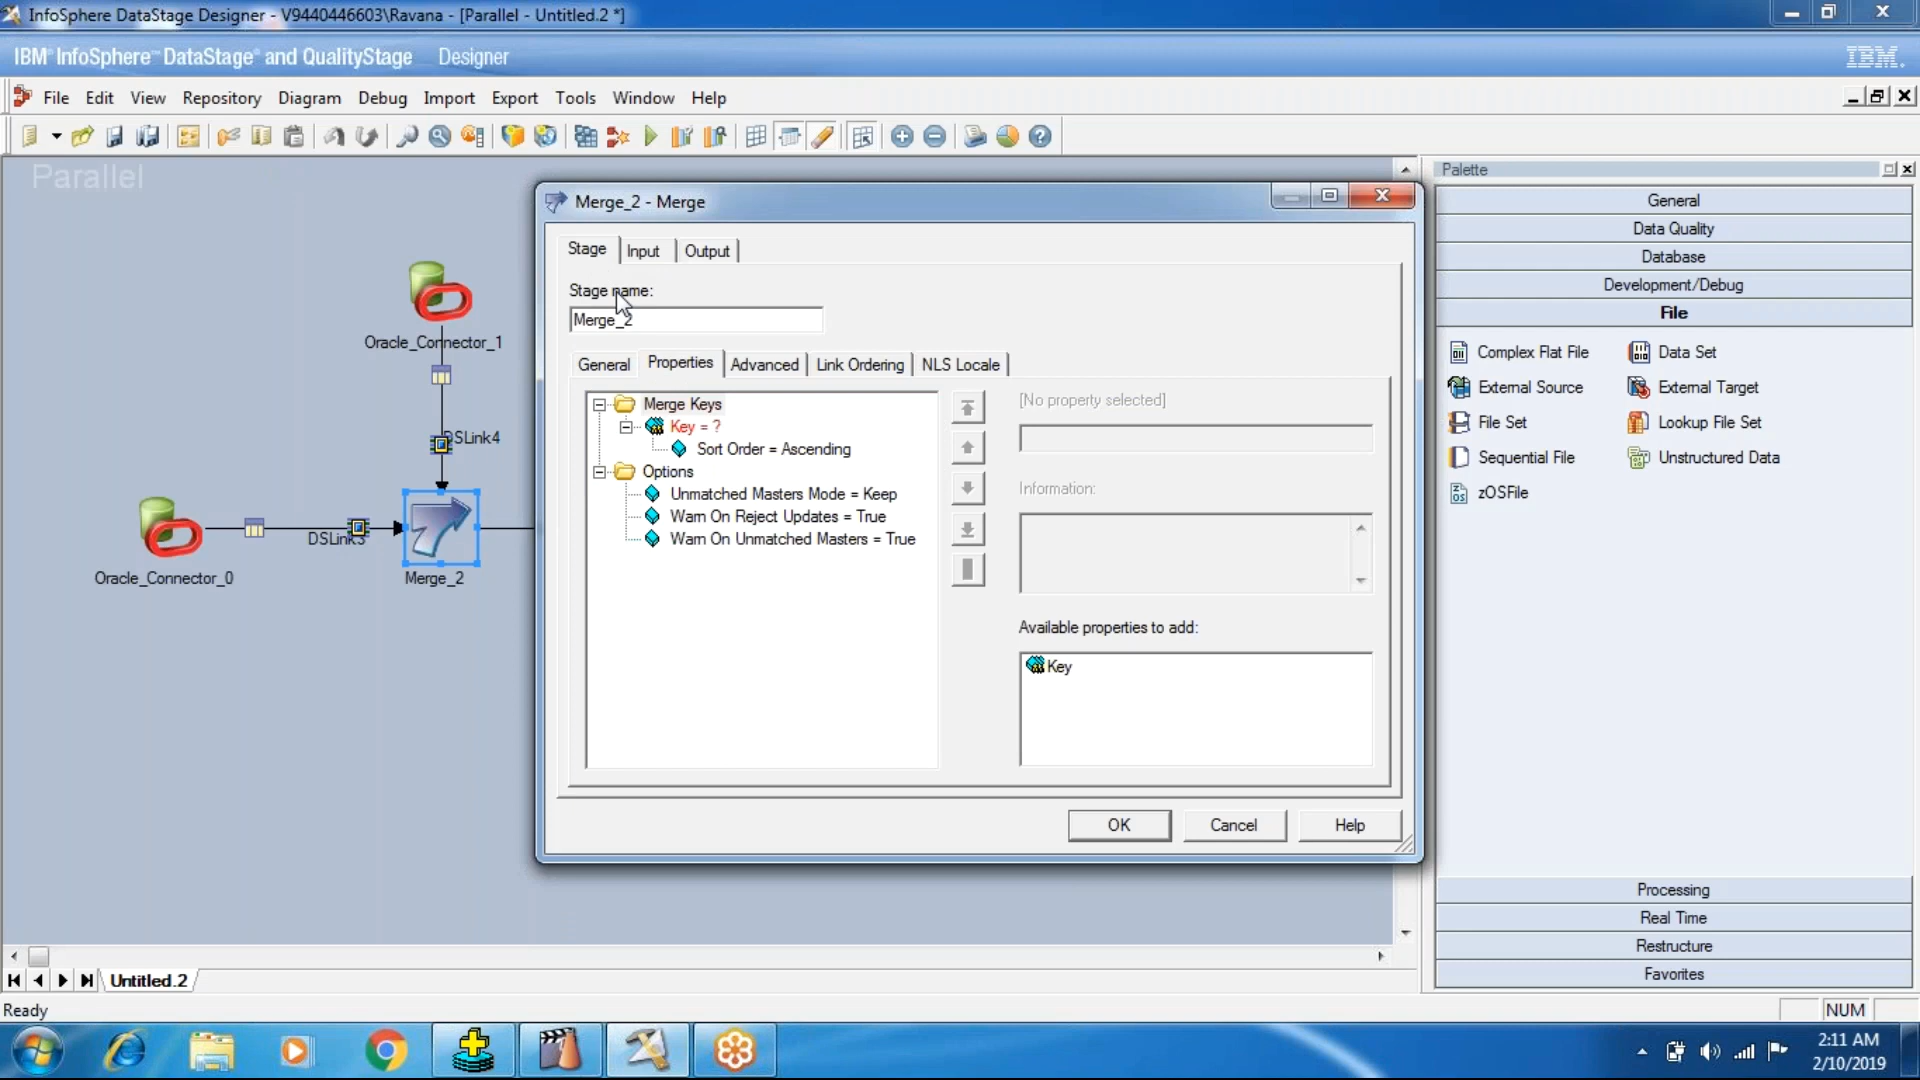 InfoSphere DataStage Designer - V9440446603\Ravana - [Parallel - Untitled.2 *]
IBM® InfoSphere™ DataStage® and QualityStage Designer
IBM.
File Edit View Repository Diagram Debug Import Export Tools Window Help
Parallel
Oracle_Connector_1
DSLink4
Oracle_Connector_0
DSLink3
Merge_2
Merge_2 - Merge
Stage Input Output
Stage name:
Merge_2
General Properties Advanced Link Ordering NLS Locale
Merge Keys
Key = ?
Sort Order = Ascending
Options
Unmatched Masters Mode = Keep
Warn On Reject Updates = True
Warn On Unmatched Masters = True
[No property selected]
Information:
Available properties to add:
Key
OK Cancel Help
Palette
General
Data Quality
Database
Development/Debug
File
Complex Flat File Data Set
External Source External Target
File Set Lookup File Set
Sequential File Unstructured Data
zOSFile
Processing
Real Time
Restructure
Favorites
Untitled.2
Ready
NUM
2:11 AM
2/10/2019